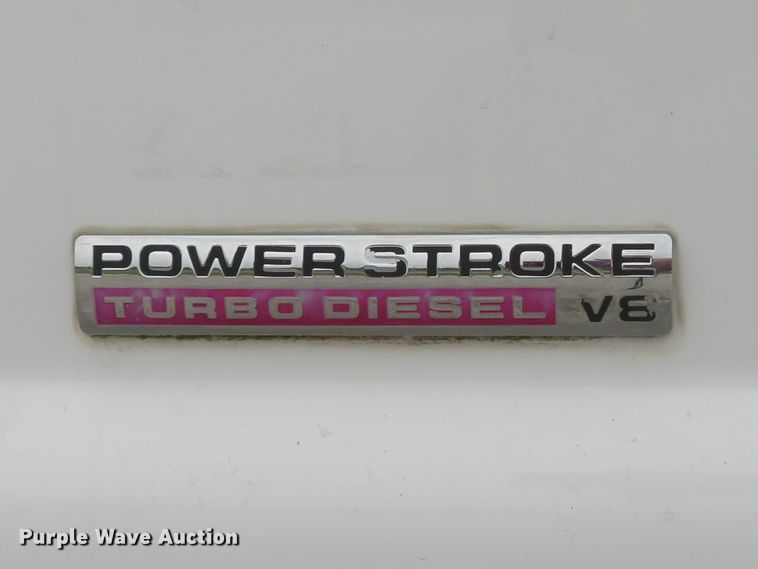 POWER STROKE
TURBO DIESEL V8
Purple Wave Auction